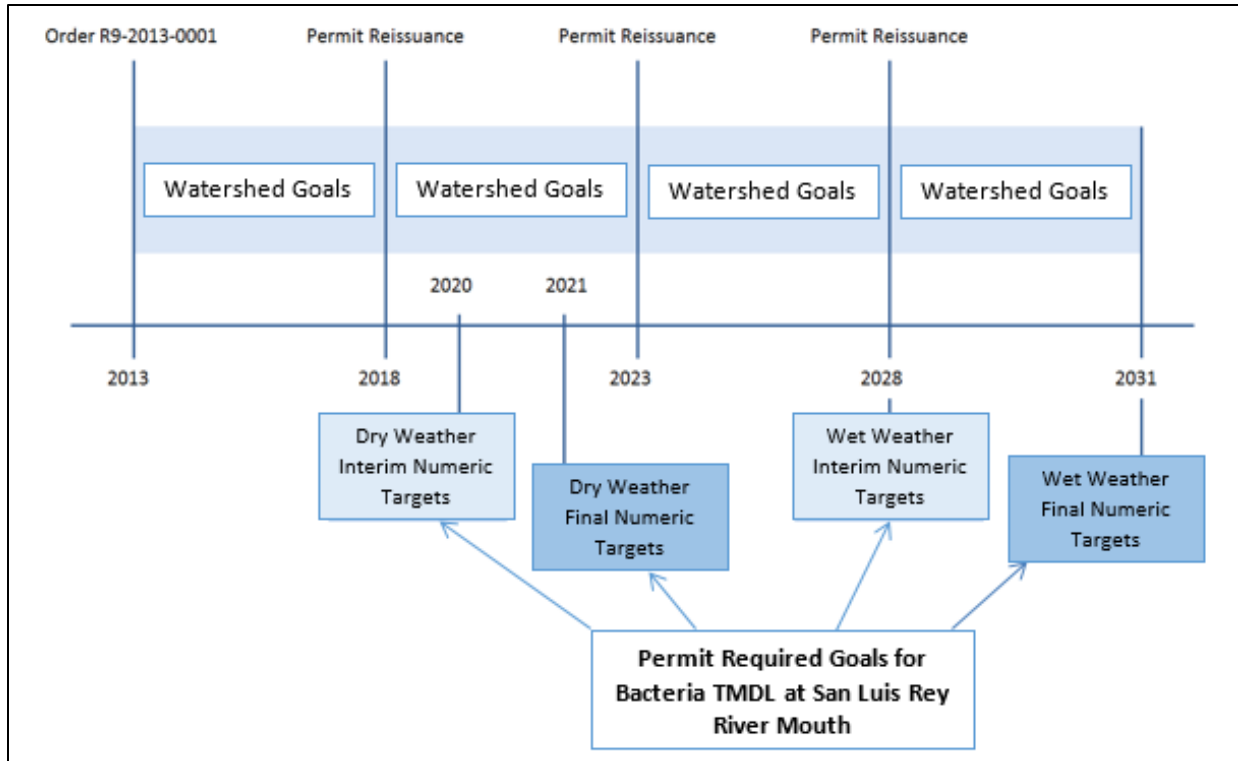 Order R9-2013-0001
Permit Reissuance
Permit Reissuance
Permit Reissuance
Watershed Goals
Watershed Goals
Watershed Goals
Watershed Goals
2020
2021
2013
2018
2023
2028
2031
Dry Weather
Interim Numeric
Targets
Dry Weather
Final Numeric
Targets
Wet Weather
Interim Numeric
Targets
Wet Weather
Final Numeric
Targets
Permit Required Goals for
Bacteria TMDL at San Luis Rey
River Mouth